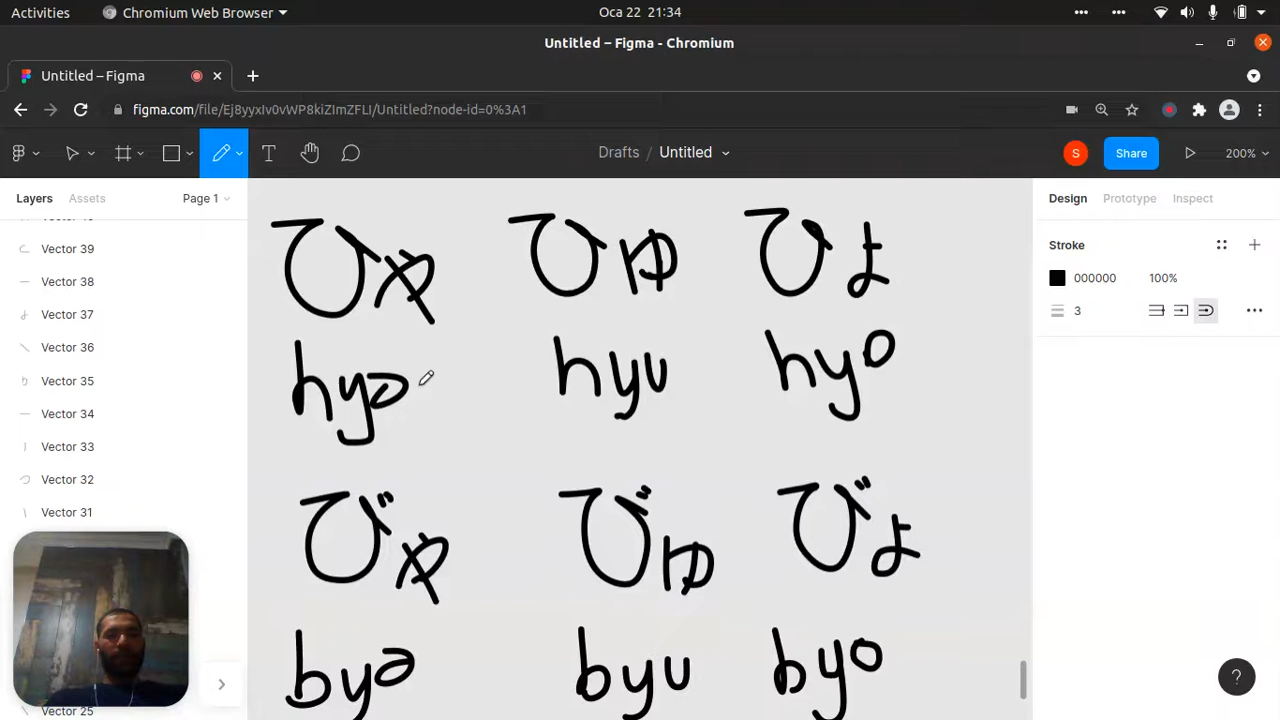 Activities Chromium Web Browser Oca 22 21:34
Untitled – Figma - Chromium
Untitled – Figma
figma.com/file/Ej8yyxIv0vWP8kiZImZFLI/Untitled?node-id=0%3A1
Drafts / Untitled S Share 200%
Layers Assets Page 1
Design Prototype Inspect
Vector 39
Vector 38
Vector 37
Vector 36
Vector 35
Vector 34
Vector 33
Vector 32
Vector 31
Vector 25
ひゃ ひゅ ひょ
hya hyu hyo
びゃ びゅ びょ
bya byu byo
Stroke
000000 100%
3
?